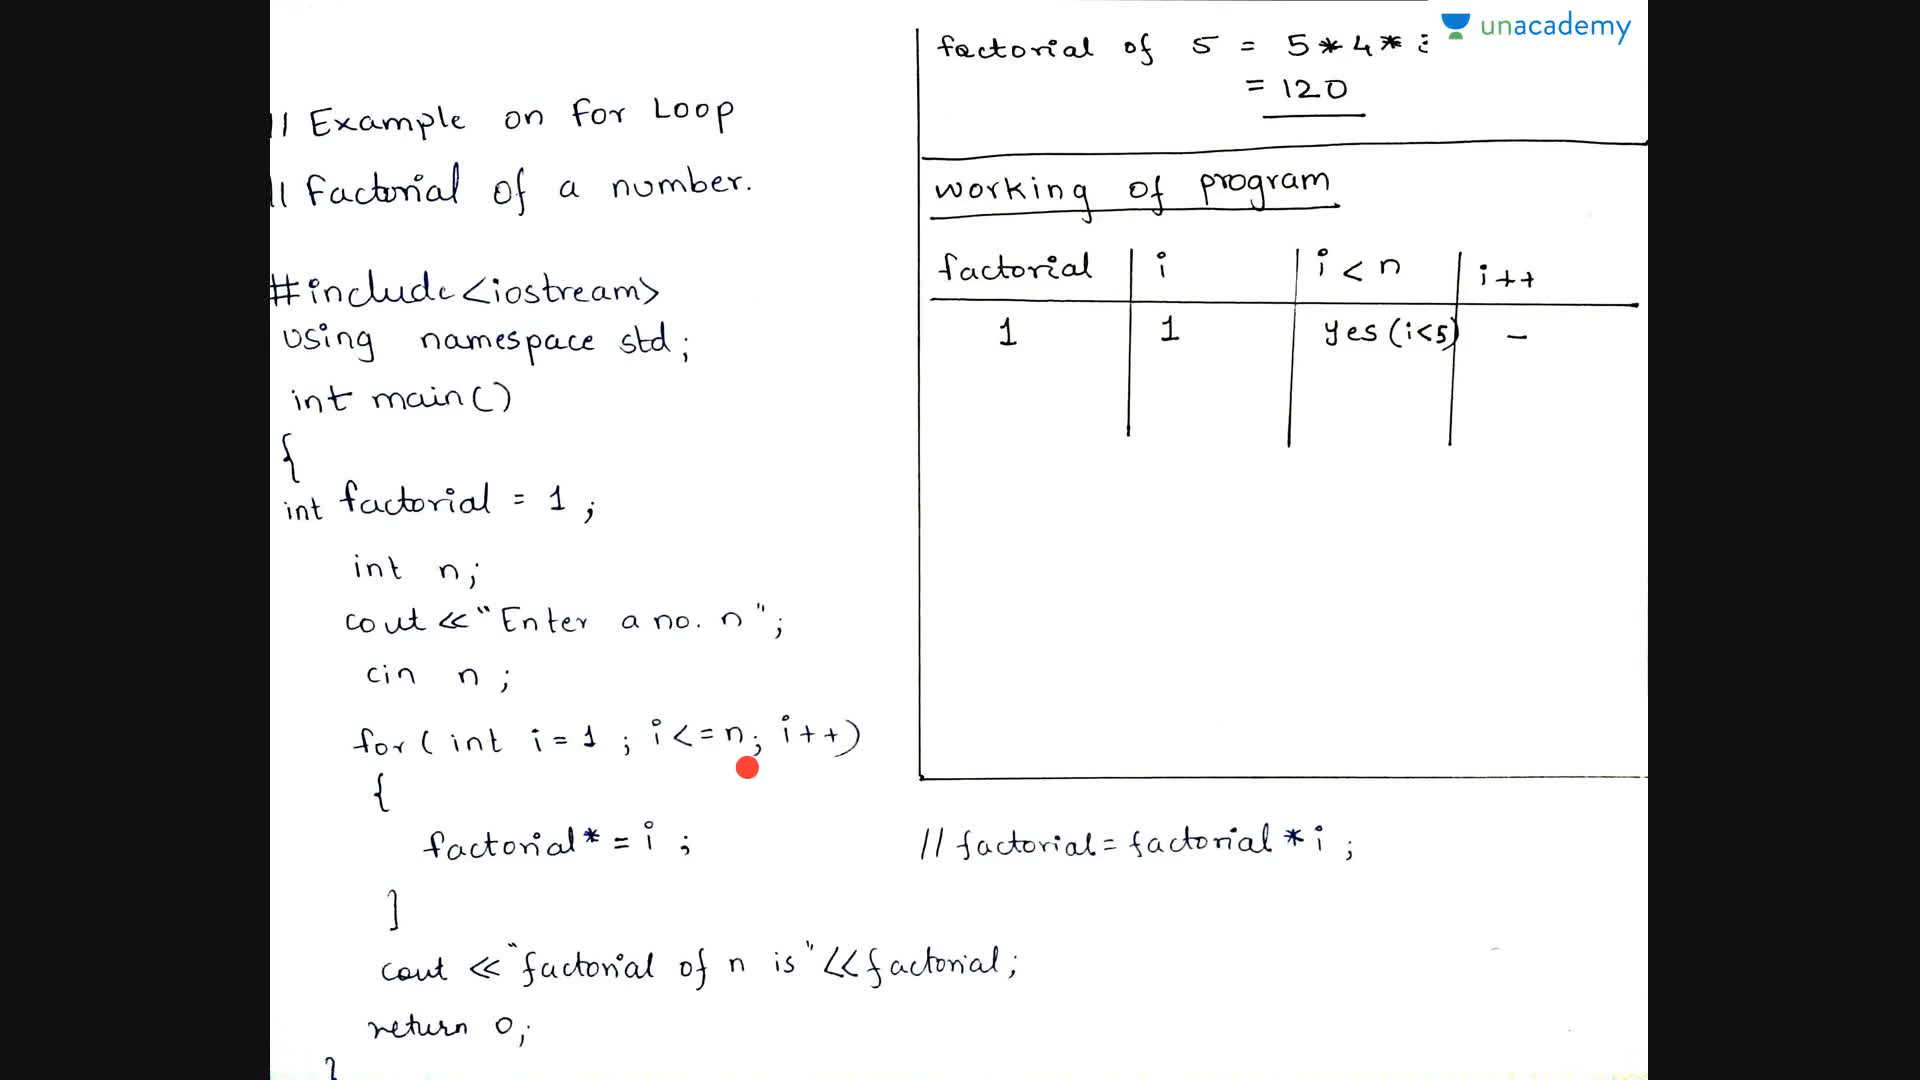 // Example on for Loop
// Factorial of a number.
#include<iostream>
using namespace std;
int main()
{
int factorial = 1 ;
int n;
cout << "Enter a no. n" ;
cin n ;
for ( int i = 1 ; i <= n; i++)
{
factorial* = i ;
]
cout << "factorial of n is" << factorial;
return 0;
}
unacademy
factorial of 5 = 5 * 4 *
= 120
working of program
factorial | i | i < n | i++
1 | 1 | yes (i<5) | -
// factorial = factorial * i ;